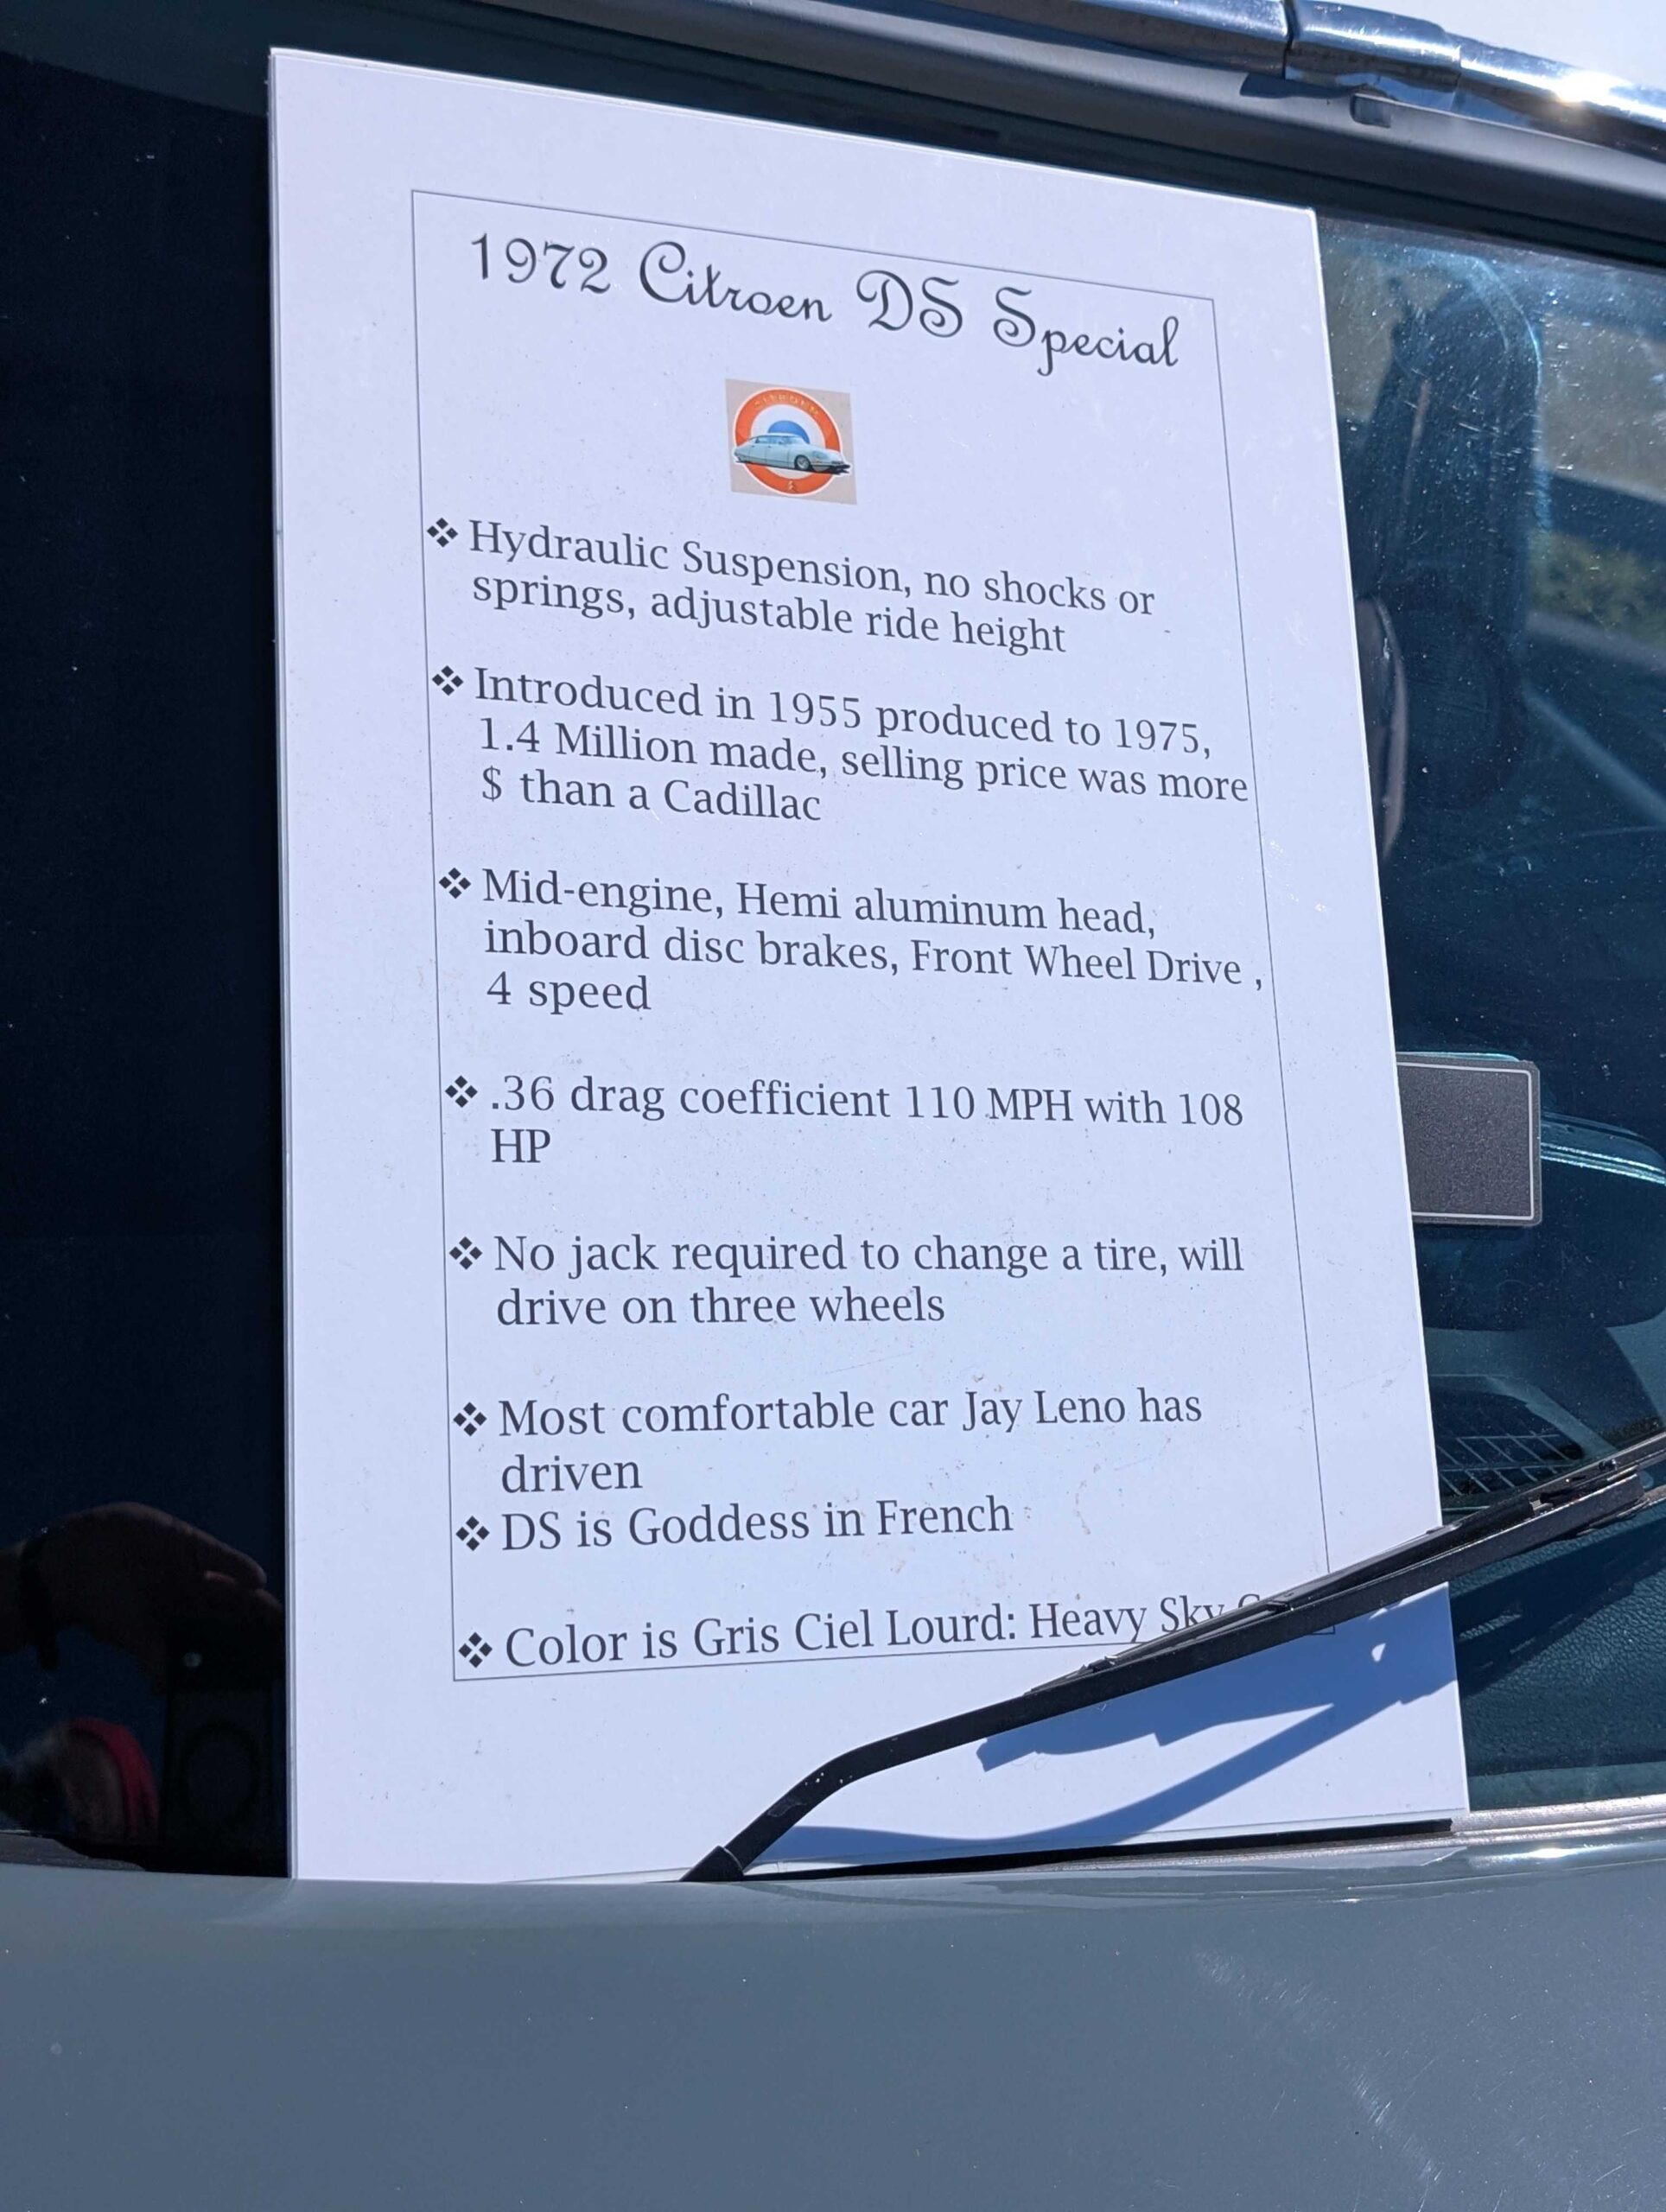 1972 Citroen DS Special
❖ Hydraulic Suspension, no shocks or
springs, adjustable ride height
❖ Introduced in 1955 produced to 1975,
1.4 Million made, selling price was more
$ than a Cadillac
❖ Mid-engine, Hemi aluminum head,
inboard disc brakes, Front Wheel Drive ,
4 speed
❖ .36 drag coefficient 110 MPH with 108
HP
❖ No jack required to change a tire, will
drive on three wheels
❖ Most comfortable car Jay Leno has
driven
❖ DS is Goddess in French
❖ Color is Gris Ciel Lourd: Heavy Sky